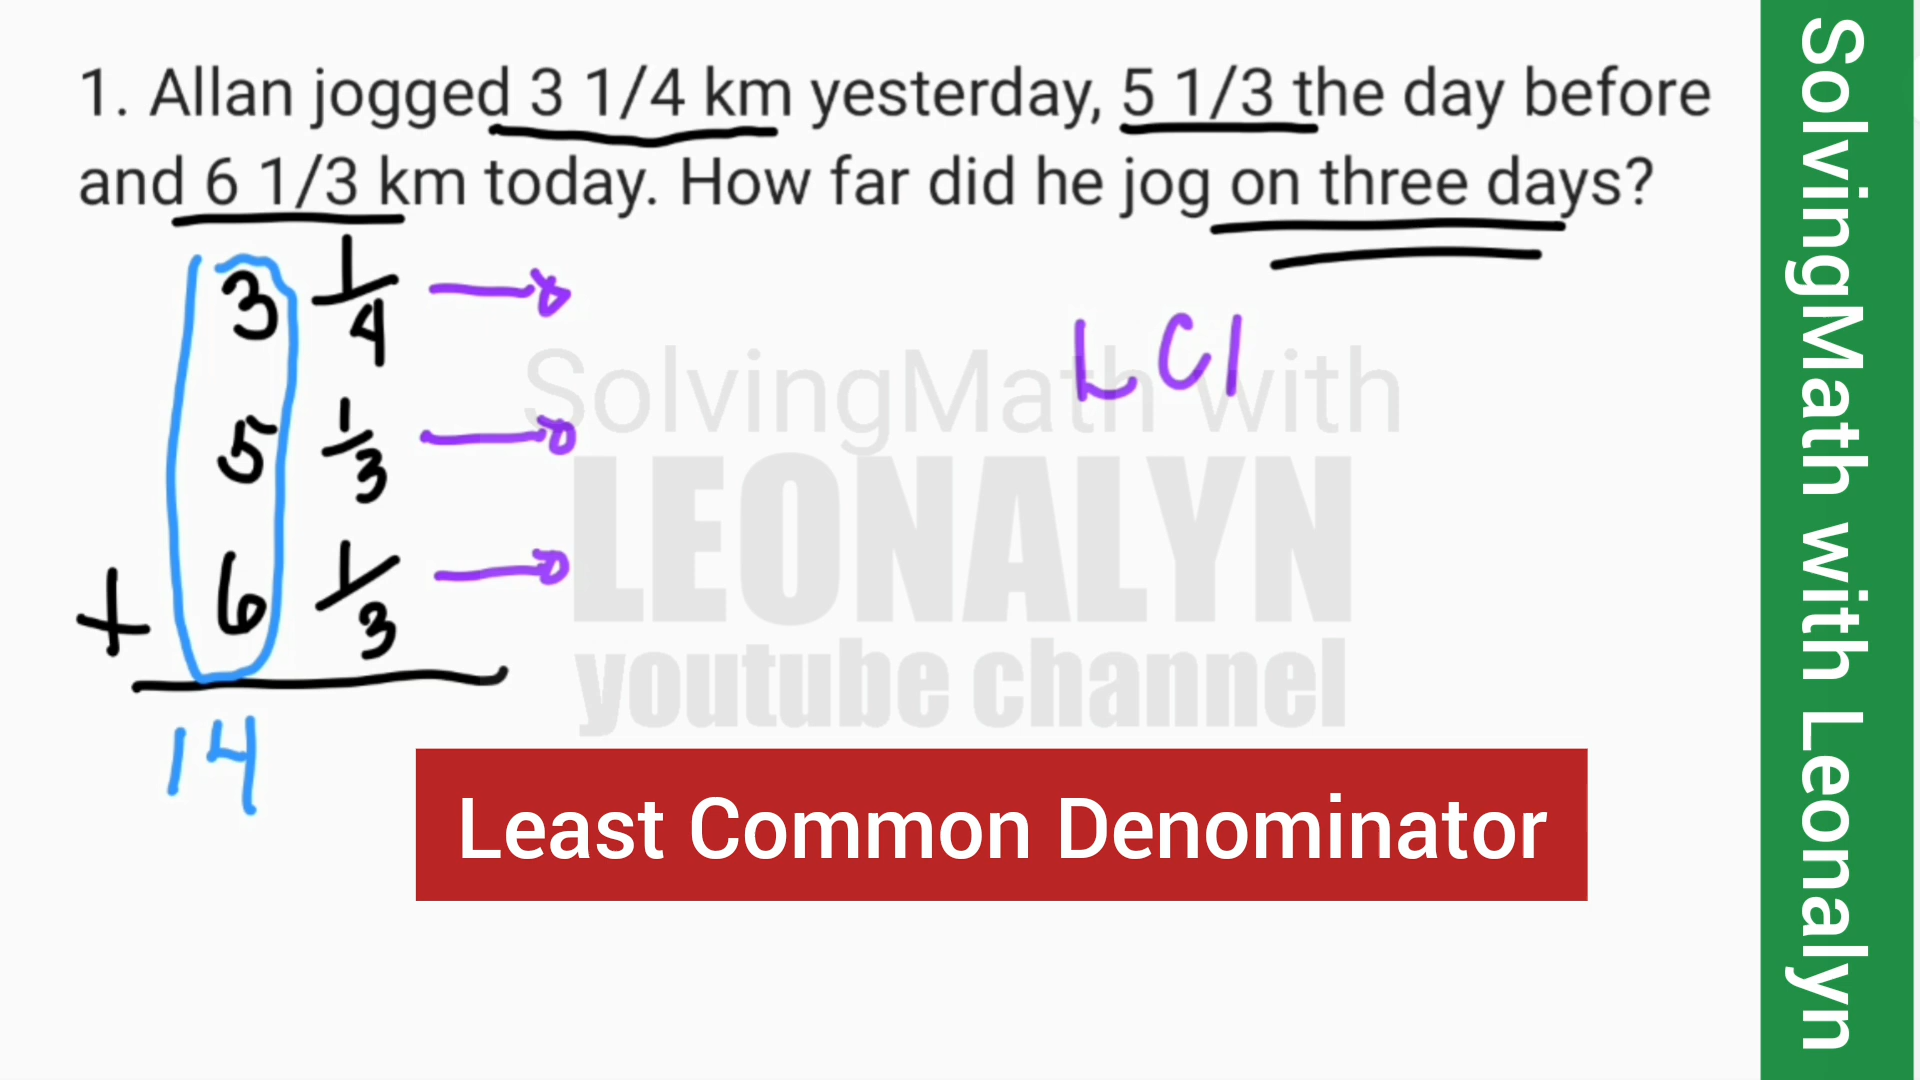 1. Allan jogged 3 1/4 km yesterday, 5 1/3 the day before
and 6 1/3 km today. How far did he jog on three days?
3 1/4
5 1/3
+ 6 1/3
14
LCI
SolvingMath with
LEONALYN
youtube channel
Least Common Denominator
SolvingMath with Leonalyn